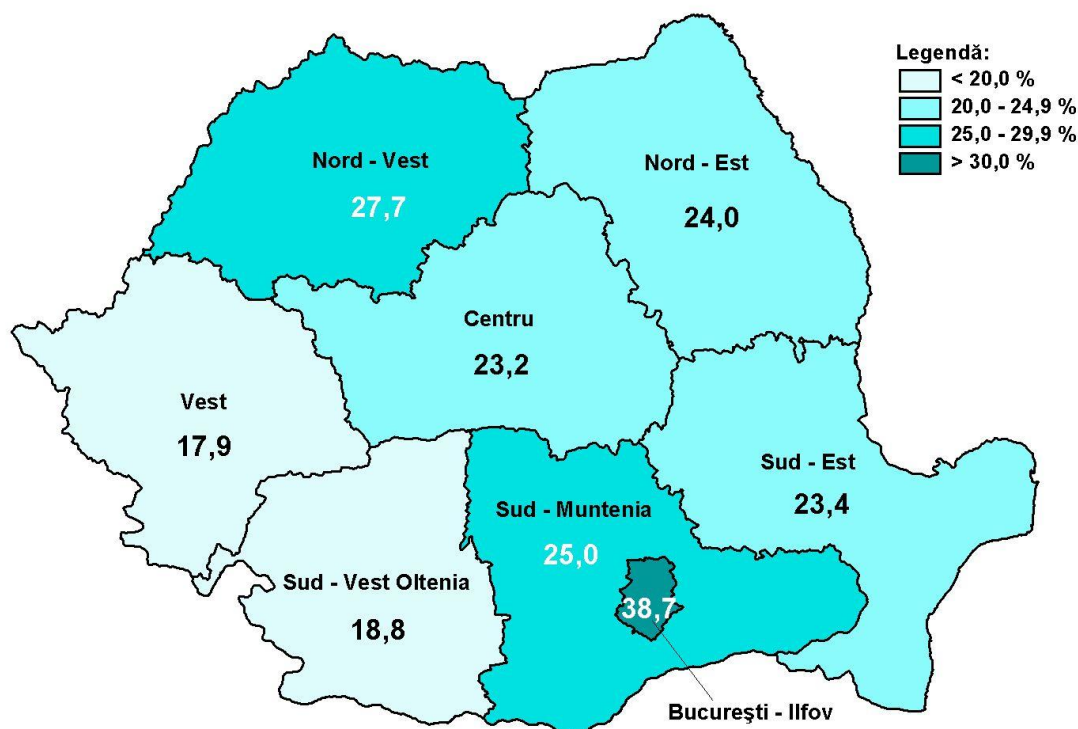 Legendă:
< 20,0 %
20,0 - 24,9 %
25,0 - 29,9 %
> 30,0 %
Nord - Vest
27,7
Nord - Est
24,0
Centru
23,2
Vest
17,9
Sud - Est
23,4
Sud - Muntenia
25,0
Sud - Vest Oltenia
18,8
38,7
Bucureşti - Ilfov